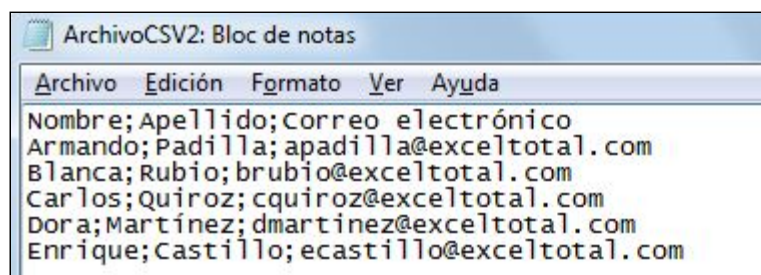 ArchivoCSV2: Bloc de notas
Archivo Edición Formato Ver Ayuda
Nombre;Apellido;Correo electrónico
Armando;Padilla;apadilla@exceltotal.com
Blanca;Rubio;brubio@exceltotal.com
Carlos;Quiroz;cquiroz@exceltotal.com
Dora;Martínez;dmartinez@exceltotal.com
Enrique;Castillo;ecastillo@exceltotal.com